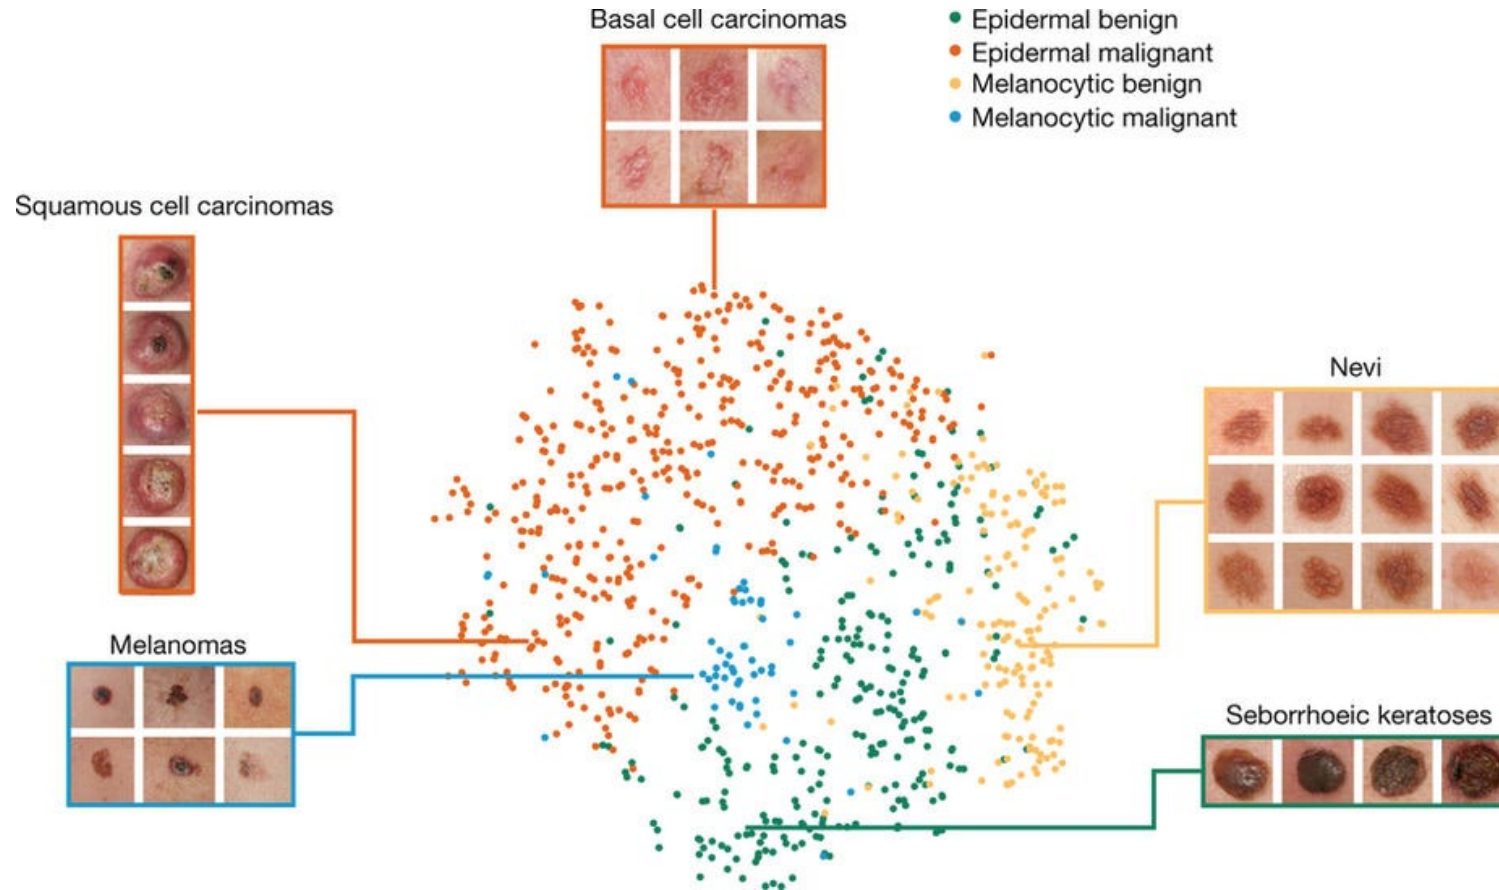 Basal cell carcinomas
Epidermal benign
Epidermal malignant
Melanocytic benign
Melanocytic malignant
Squamous cell carcinomas
Nevi
Melanomas
Seborrhoeic keratoses